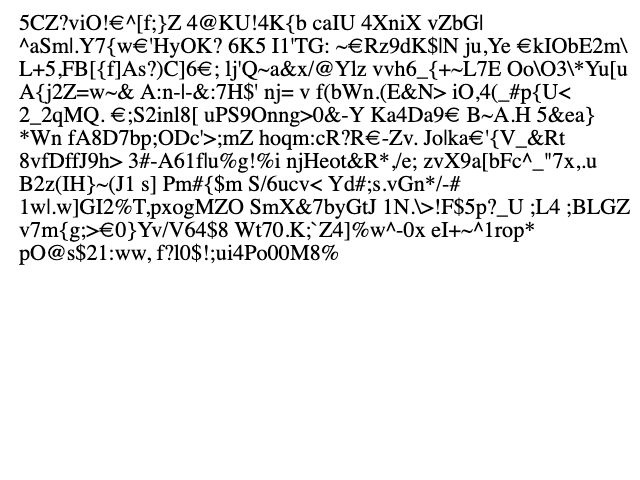 5CZ?viO!€^[f;}Z 4@KU!4K{b caIU 4XniX vZbG|
^aSm|.Y7{w€'HyOK? 6K5 I1'TG: ~€Rz9dK$|N ju,Ye €kIObE2m\
L+5,FB[{f]As?)C]6€; lj'Q~a&x/@Ylz vvh6_{+~L7E Oo\O3\*Yu[u
A{j2Z=w~& A:n-|-&:7H$' nj= v f(bWn.(E&N> iO,4(_#p{U<
2_2qMQ. €;S2inl8[ uPS9Onng>0&-Y Ka4Da9€ B~A.H 5&ea}
*Wn fA8D7bp;ODc'>;mZ hoqm:cR?R€-Zv. Jo|ka€'{V_&Rt
8vfDffJ9h> 3#-A61f|u%g!%i njHeot&R*,/e; zvX9a[bFc^_"7x,.u
B2z(IH}~(J1 s] Pm#{$m S/6ucv< Yd#;s.vGn*/-#
1w|.w]GI2%T,pxogMZO SmX&7byGtJ 1N.\>!F$5p?_U ;L4 ;BLGZ
v7m{g;>€0}Yv/V64$8 Wt70.K;`Z4]%w^-0x eI+~^1rop*
pO@s$21:ww, f?l0$!;ui4Po00M8%